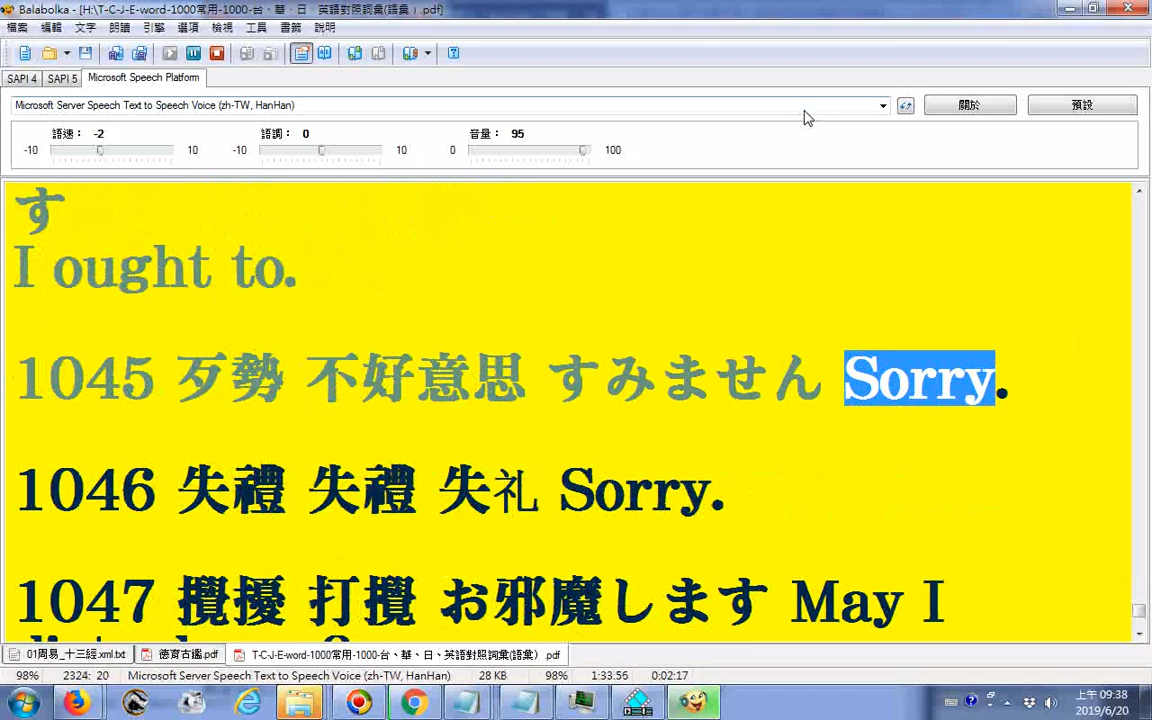 Balabolka - [H:\T-C-J-E-word-1000常用-1000-台、華、日、英語對照詞彙(語彙).pdf]
檔案 編輯 文字 朗讀 引擎 選項 檢視 工具 書籤 說明
SAPI 4 SAPI 5 Microsoft Speech Platform
Microsoft Server Speech Text to Speech Voice (zh-TW, HanHan) 關於 預設
語速： -2 語調： 0 音量： 95
-10 10 -10 10 0 100
す
I ought to.
1045 歹勢 不好意思 すみません Sorry.
1046 失禮 失禮 失礼 Sorry.
1047 攪擾 打攪 お邪魔します May I
01周易_十三經.xml.txt 德育古鑑.pdf T-C-J-E-word-1000常用-1000-台、華、日、英語對照詞彙(語彙）.pdf
98% 2324: 20 Microsoft Server Speech Text to Speech Voice (zh-TW, HanHan) 28 KB 98% 1:33:56 0:02:17
上午 09:38
2019/6/20